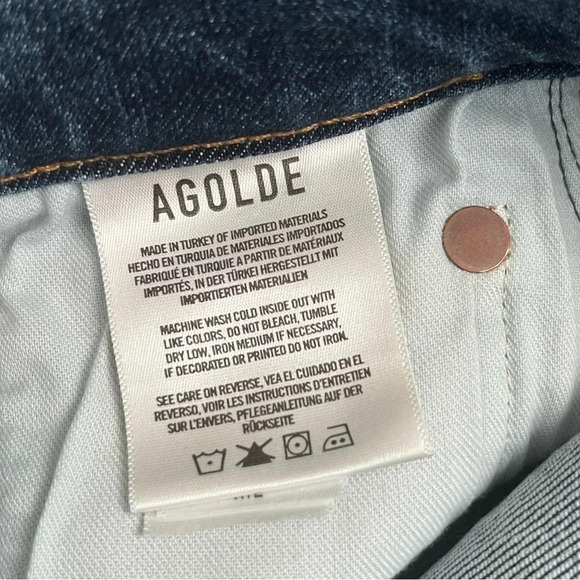 AGOLDE
MADE IN TURKEY OF IMPORTED MATERIALS
HECHO EN TURQUIA DE MATERIALES IMPORTADOS
FABRIQUÉ EN TURQUIE A PARTIR DE MATÉRIAUX
IMPORTÉS, IN DER TÜRKEI HERGESTELLT MIT
IMPORTIERTEN MATERIALIEN
MACHINE WASH COLD INSIDE OUT WITH
LIKE COLORS, DO NOT BLEACH, TUMBLE
DRY LOW, IRON MEDIUM IF NECESSARY,
IF DECORATED OR PRINTED DO NOT IRON.
SEE CARE ON REVERSE, VEA EL CUIDADO EN EL
REVERSO, VOIR LES INSTRUCTIONS D'ENTRETIEN
SUR L'ENVERS, PFLEGEANLEITUNG AUF DER
RÜCKSEITE